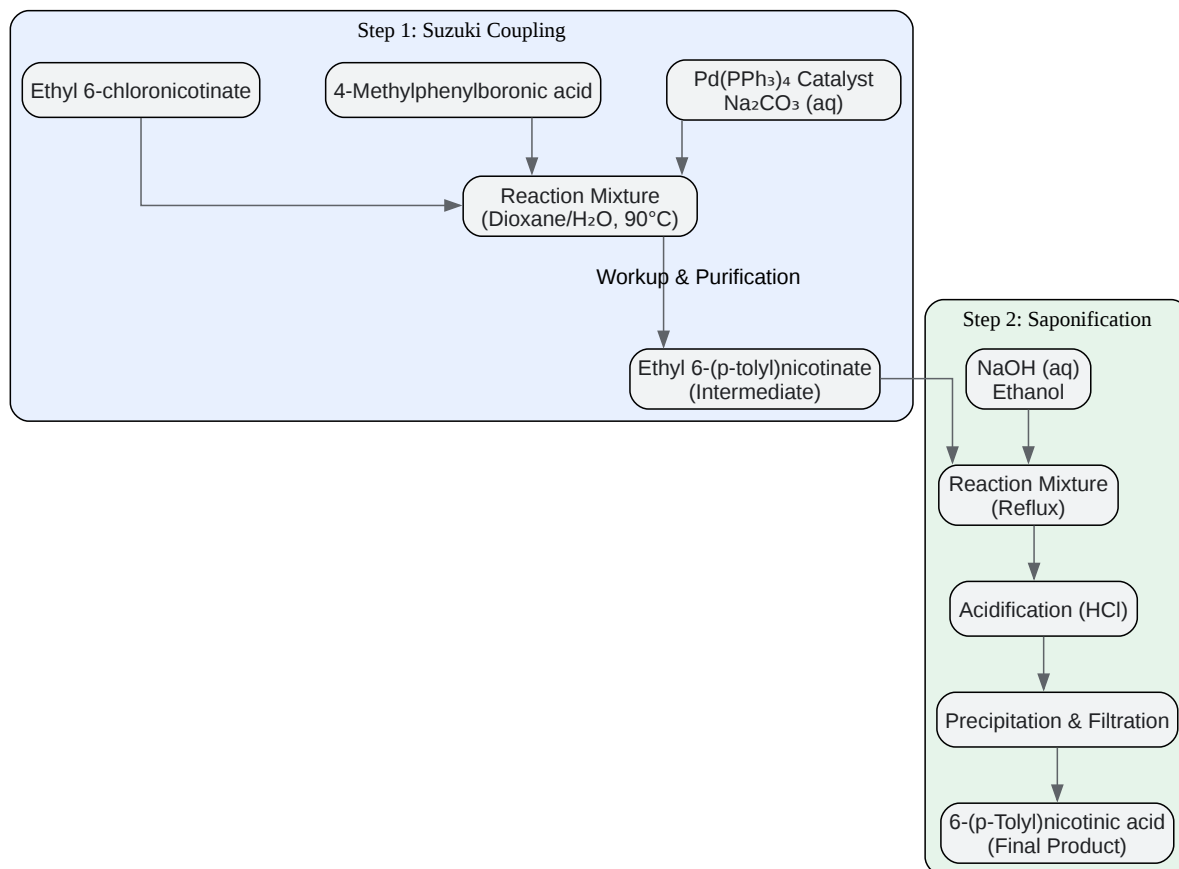 Step 1: Suzuki Coupling
Ethyl 6-chloronicotinate
4-Methylphenylboronic acid
Pd(PPh₃)₄ Catalyst
Na₂CO₃ (aq)
Reaction Mixture
(Dioxane/H₂O, 90°C)
Workup & Purification
Ethyl 6-(p-tolyl)nicotinate
(Intermediate)
Step 2: Saponification
NaOH (aq)
Ethanol
Reaction Mixture
(Reflux)
Acidification (HCl)
Precipitation & Filtration
6-(p-Tolyl)nicotinic acid
(Final Product)